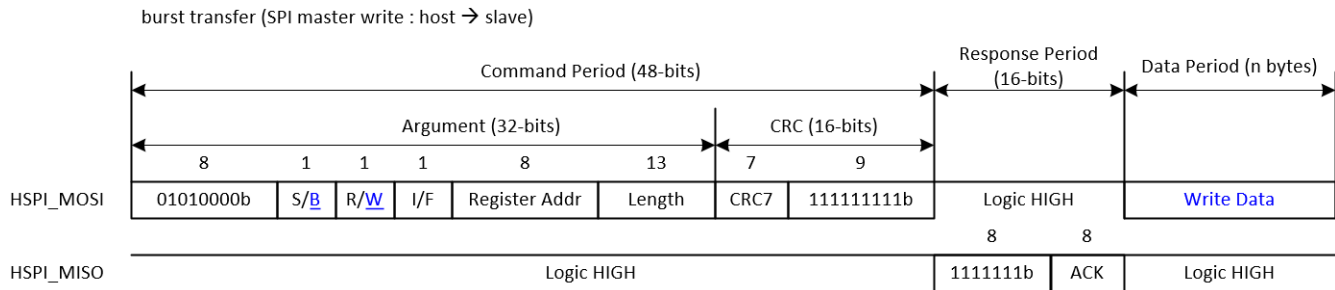 burst transfer (SPI master write : host → slave)
Command Period (48-bits)
Response Period
(16-bits)
Data Period (n bytes)
Argument (32-bits)
CRC (16-bits)
8 1 1 1 8 13 7 9
HSPI_MOSI 01010000b S/B R/W I/F Register Addr Length CRC7 111111111b Logic HIGH Write Data
8 8
HSPI_MISO Logic HIGH 1111111b ACK Logic HIGH